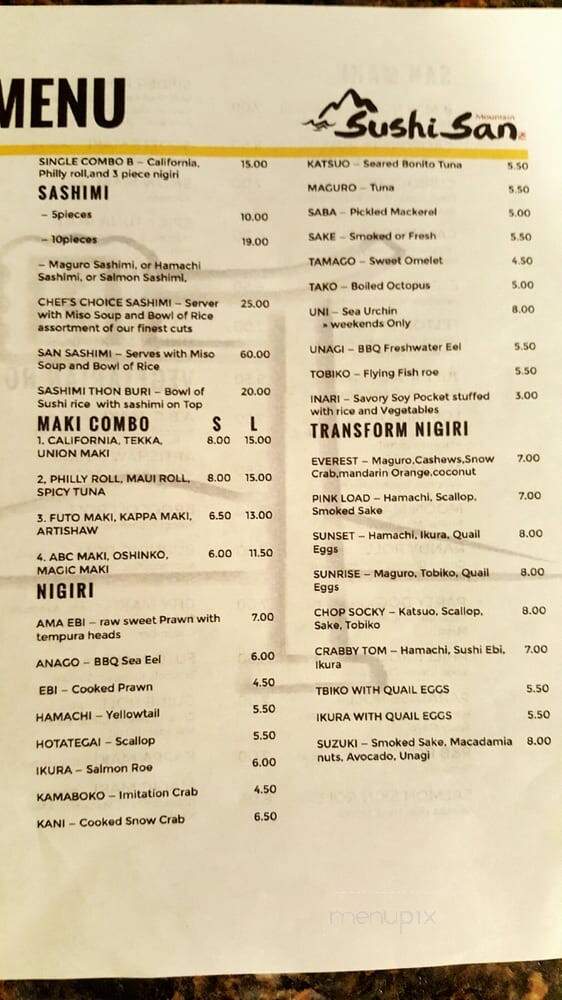 MENU
Mountain
Sushi San
SINGLE COMBO B – California,
Philly roll,and 3 piece nigiri 15.00
SASHIMI
– 5pieces 10.00
– 10pieces 19.00
– Maguro Sashimi, or Hamachi
Sashimi, or Salmon Sashimi,
CHEF'S CHOICE SASHIMI – Server 25.00
with Miso Soup and Bowl of Rice
assortment of our finest cuts
SAN SASHIMI – Serves with Miso 60.00
Soup and Bowl of Rice
SASHIMI THON BURI – Bowl of 20.00
Sushi rice with sashimi on Top
MAKI COMBO S L
1. CALIFORNIA, TEKKA, 8.00 15.00
UNION MAKI
2. PHILLY ROLL, MAUI ROLL, 8.00 15.00
SPICY TUNA
3. FUTO MAKI, KAPPA MAKI, 6.50 13.00
ARTISHAW
4. ABC MAKI, OSHINKO, 6.00 11.50
MAGIC MAKI
NIGIRI
AMA EBI – raw sweet Prawn with 7.00
tempura heads
ANAGO – BBQ Sea Eel 6.00
EBI – Cooked Prawn 4.50
HAMACHI – Yellowtail 5.50
HOTATEGAI – Scallop 5.50
IKURA – Salmon Roe 6.00
KAMABOKO – Imitation Crab 4.50
KANI – Cooked Snow Crab 6.50
KATSUO – Seared Bonito Tuna 5.50
MAGURO – Tuna 5.50
SABA – Pickled Mackerel 5.00
SAKE – Smoked or Fresh 5.50
TAMAGO – Sweet Omelet 4.50
TAKO – Boiled Octopus 5.00
UNI – Sea Urchin 8.00
» weekends Only
UNAGI – BBQ Freshwater Eel 5.50
TOBIKO – Flying Fish roe 5.50
INARI – Savory Soy Pocket stuffed 3.00
with rice and Vegetables
TRANSFORM NIGIRI
EVEREST – Maguro,Cashews,Snow 7.00
Crab,mandarin Orange,coconut
PINK LOAD – Hamachi, Scallop, 7.00
Smoked Sake
SUNSET – Hamachi, Ikura, Quail 8.00
Eggs
SUNRISE – Maguro, Tobiko, Quail 8.00
Eggs
CHOP SOCKY – Katsuo, Scallop, 8.00
Sake, Tobiko
CRABBY TOM – Hamachi, Sushi Ebi, 7.00
Ikura
TBIKO WITH QUAIL EGGS 5.50
IKURA WITH QUAIL EGGS 5.50
SUZUKI – Smoked Sake, Macadamia 8.00
nuts, Avocado, Unagi
menupix